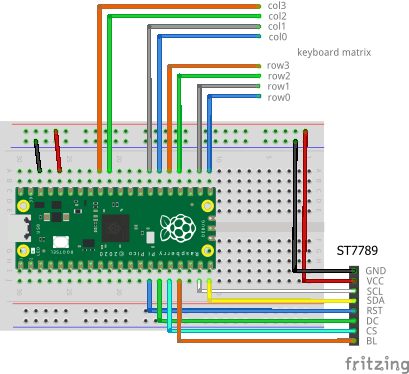 col3
col2
col1
col0
keyboard matrix
row3
row2
row1
row0
ST7789
Raspberry Pi Pico ©2020
BOOTSEL
GND
VCC
SCL
SDA
RST
DC
CS
BL
fritzing